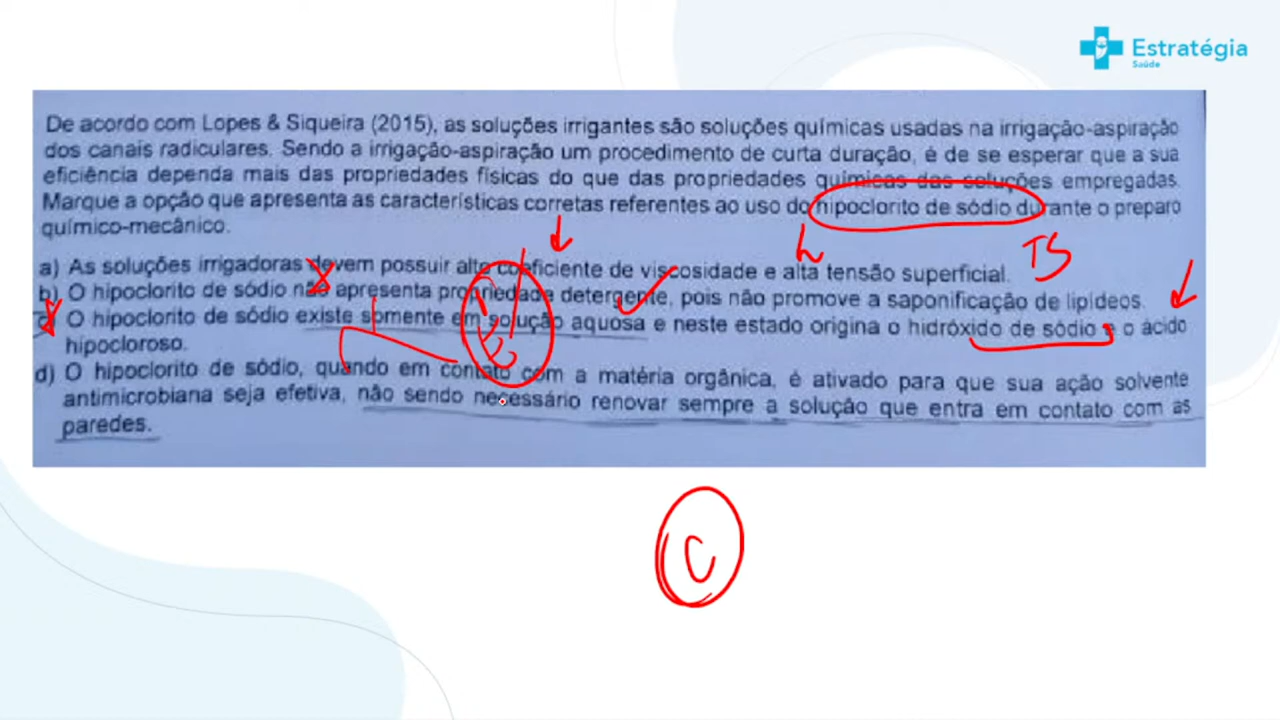 Estratégia
Saúde
De acordo com Lopes & Siqueira (2015), as soluções irrigantes são soluções químicas usadas na irrigação-aspiração
dos canais radiculares. Sendo a irrigação-aspiração um procedimento de curta duração, é de se esperar que a sua
eficiência dependa mais das propriedades físicas do que das propriedades químicas das soluções empregadas.
Marque a opção que apresenta as características corretas referentes ao uso do hipoclorito de sódio durante o preparo
químico-mecânico.
TS
a) As soluções irrigadoras devem possuir alto coeficiente de viscosidade e alta tensão superficial.
b) O hipoclorito de sódio não apresenta propriedade detergente, pois não promove a saponificação de lipídeos.
c) O hipoclorito de sódio existe somente em solução aquosa e neste estado origina o hidróxido de sódio e o ácido
hipocloroso.
d) O hipoclorito de sódio, quando em contato com a matéria orgânica, é ativado para que sua ação solvente
antimicrobiana seja efetiva, não sendo necessário renovar sempre a solução que entra em contato com as
paredes.
C